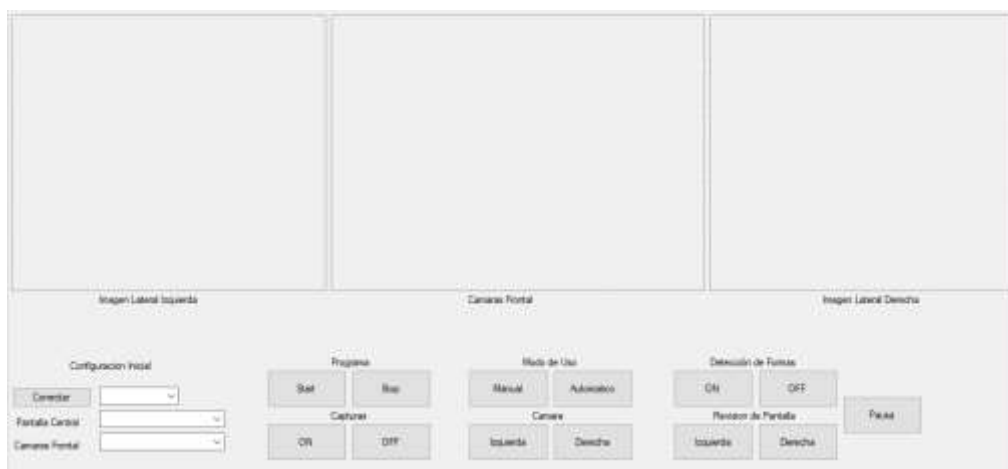 Imagen Lateral Izquierda
Camaras Frontal
Imagen Lateral Derecha
Configuracion Inicial
Conectar
Pantalla Central
Camaras Frontal
Programa
Start Stop
Capturas
ON OFF
Modo de Uso
Manual Automatico
Camara
Izquierda Derecha
Detección de Formas
ON OFF
Revision de Pantalla
Izquierda Derecha
Pausa